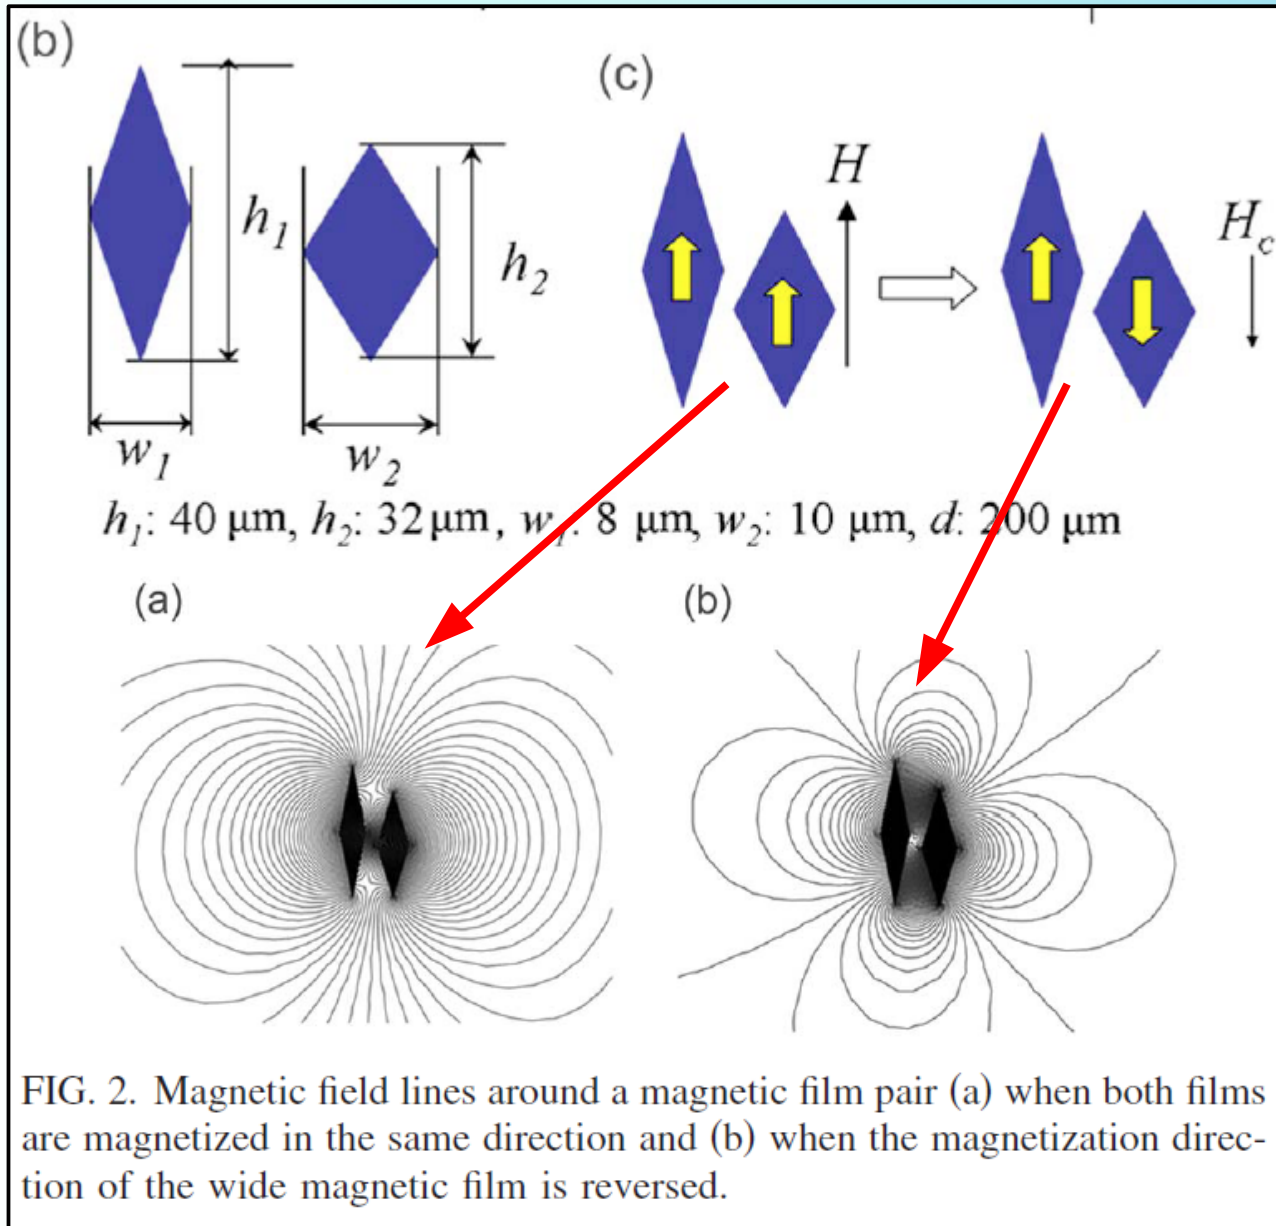 (b)
(c)
h1
h2
w1
w2
H
Hc
h1: 40 μm, h2: 32 μm, w1: 8 μm, w2: 10 μm, d: 200 μm
(a)
(b)
FIG. 2. Magnetic field lines around a magnetic film pair (a) when both films
are magnetized in the same direction and (b) when the magnetization direc-
tion of the wide magnetic film is reversed.